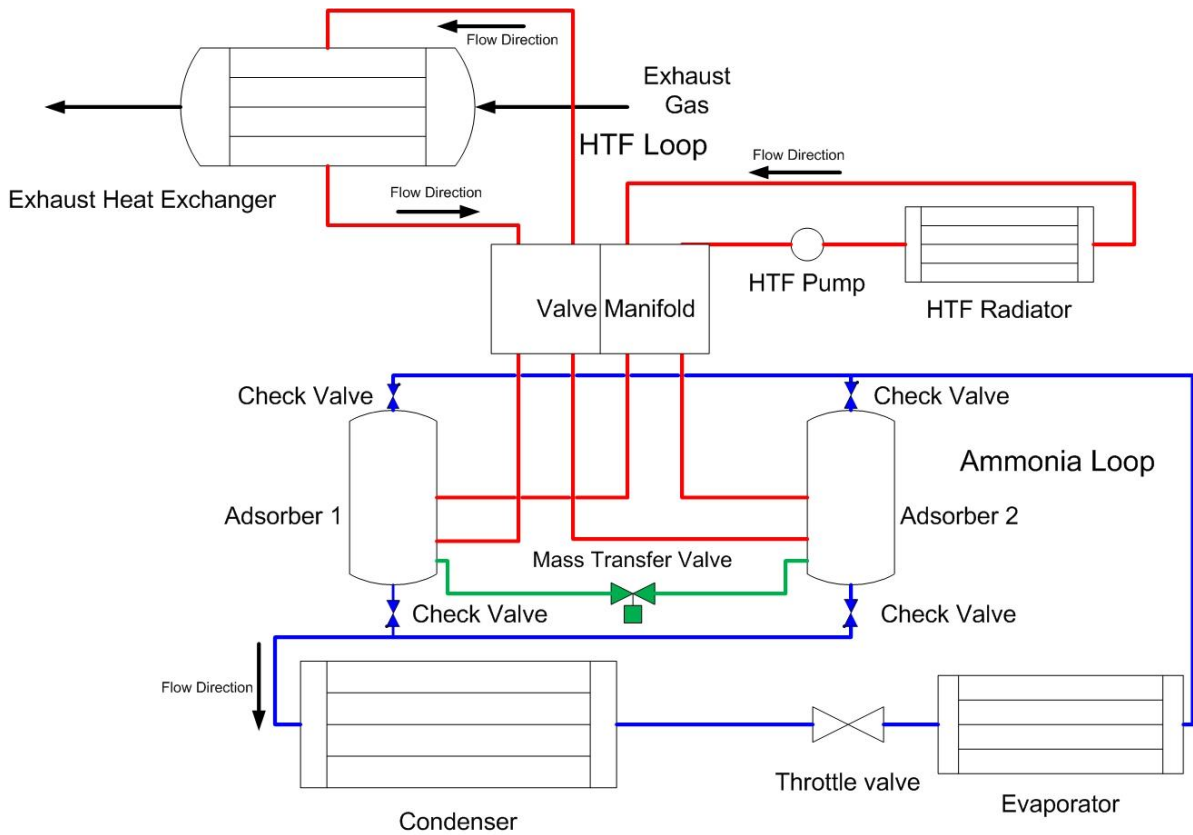 Flow Direction
Exhaust
Gas
HTF Loop
Flow Direction
Exhaust Heat Exchanger
Flow Direction
HTF Pump
HTF Radiator
Valve Manifold
Check Valve
Check Valve
Ammonia Loop
Adsorber 1
Adsorber 2
Mass Transfer Valve
Check Valve
Check Valve
Flow Direction
Throttle valve
Evaporator
Condenser